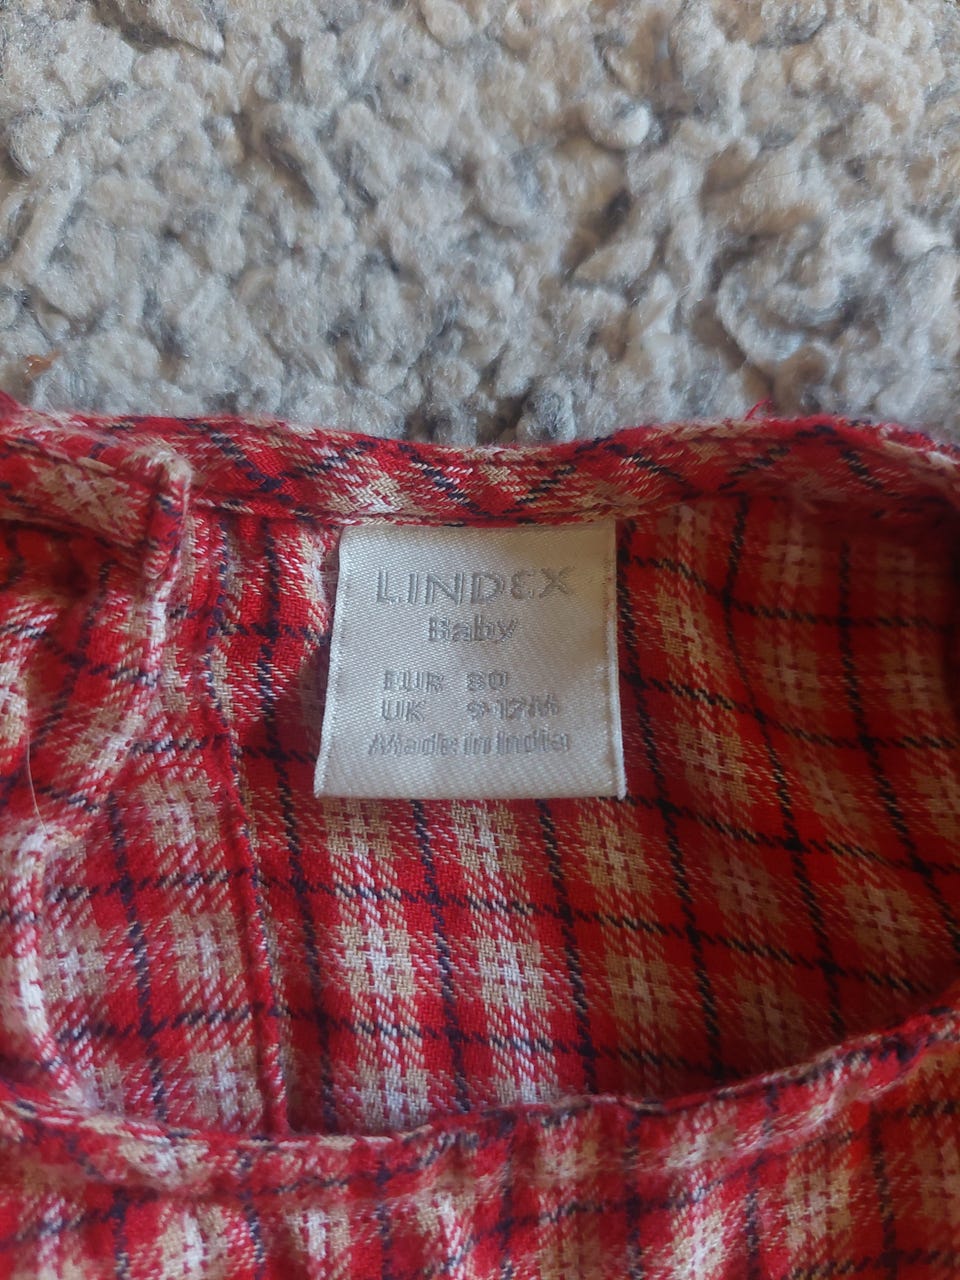 LINDEX
Baby
EUR 80
UK 9-12M
Made in India